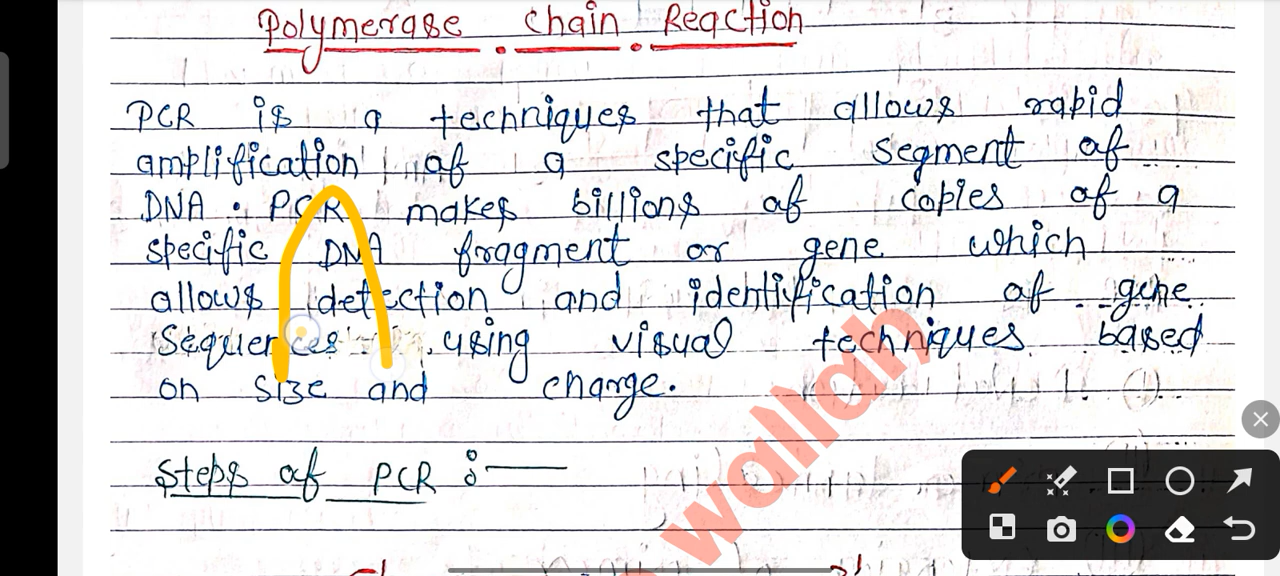 Polymerase Chain Reaction
PCR is a techniques that allows rapid
amplification of a specific segment of
DNA. PCR makes billions of copies of a
specific DNA fragment or gene which
allows detection and identification of gene
sequences using visual techniques based
on size and charge.
Steps of PCR :—
wallah